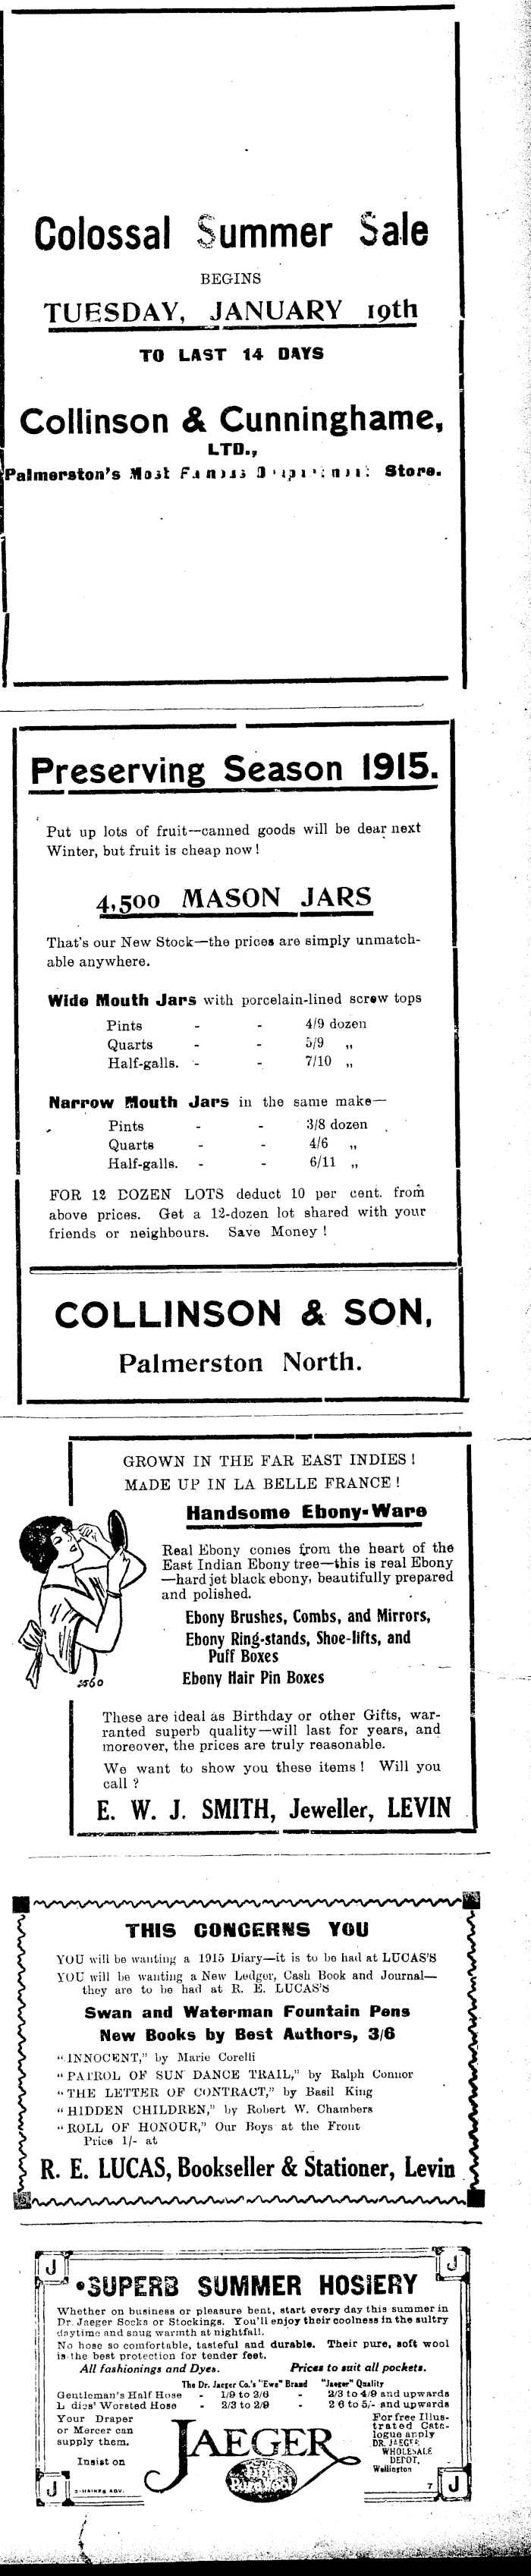 Colossal Summer Sale
BEGINS
TUESDAY, JANUARY 19th
TO LAST 14 DAYS
Collinson & Cunninghame,
LTD.,
Palmerston's Most Store.
Preserving Season 1915.
Put up lots of fruit—canned goods will be dear next
Winter, but fruit is cheap now!
4,500 MASON JARS
That's our New Stock—the prices are simply unmatch-
able anywhere.
Wide Mouth Jars with porcelain-lined screw tops
Pints - - 4/9 dozen
Quarts - - 5/9 ,,
Half-galls. - - 7/10 ,,
Narrow Mouth Jars in the same make—
Pints - - 3/8 dozen
Quarts - - 4/6 ,,
Half-galls. - - 6/11 ,,
FOR 12 DOZEN LOTS deduct 10 per cent. from
above prices. Get a 12-dozen lot shared with your
friends or neighbours. Save Money!
COLLINSON & SON,
Palmerston North.
GROWN IN THE FAR EAST INDIES!
MADE UP IN LA BELLE FRANCE!
Handsome Ebony-Ware
Real Ebony comes from the heart of the
East Indian Ebony tree—this is real Ebony
—hard jet black ebony, beautifully prepared
and polished.
Ebony Brushes, Combs, and Mirrors,
Ebony Ring-stands, Shoe-lifts, and
Puff Boxes
Ebony Hair Pin Boxes
These are ideal as Birthday or other Gifts, war-
ranted superb quality—will last for years, and
moreover, the prices are truly reasonable.
We want to show you these items! Will you
call?
E. W. J. SMITH, Jeweller, LEVIN
THIS CONCERNS YOU
YOU will be wanting a 1915 Diary—it is to be had at LUCAS'S
YOU will be wanting a New Ledger, Cash Book and Journal—
they are to be had at R. E. LUCAS'S
Swan and Waterman Fountain Pens
New Books by Best Authors, 3/6
"INNOCENT," by Marie Corelli
"PATROL OF SUN DANCE TRAIL," by Ralph Connor
"THE LETTER OF CONTRACT," by Basil King
"HIDDEN CHILDREN," by Robert W. Chambers
"ROLL OF HONOUR," Our Boys at the Front
Price 1/- at
R. E. LUCAS, Bookseller & Stationer, Levin
J J
SUPERB SUMMER HOSIERY
Whether on business or pleasure bent, start every day this summer in
Dr. Jaeger Socks or Stockings. You'll enjoy their coolness in the sultry
daytime and snug warmth at nightfall.
No hose so comfortable, tasteful and durable. Their pure, soft wool
is the best protection for tender feet.
All fashionings and Dyes. Prices to suit all pockets.
The Dr. Jaeger Co.'s "Ewe" Brand "Jaeger" Quality
Gentleman's Half Hose - 1/9 to 2/6 - 2/3 to 4/9 and upwards
L dies' Worsted Hose - 2/3 to 2/9 - 2 6 to 5/- and upwards
Your Draper
or Mercer can
supply them.
Insist on
JAEGER
Pure Wool
For free Illus-
trated Cata-
logue apply
DR. JAEGER
WHOLESALE
DEPOT,
Wellington
7
J J